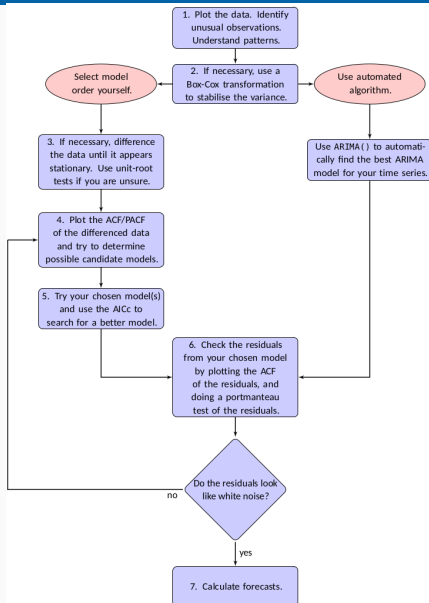 1. Plot the data. Identify
unusual observations.
Understand patterns.
Select model
order yourself.
2. If necessary, use a
Box-Cox transformation
to stabilise the variance.
Use automated
algorithm.
3. If necessary, difference
the data until it appears
stationary. Use unit-root
tests if you are unsure.
Use ARIMA() to automati-
cally find the best ARIMA
model for your time series.
4. Plot the ACF/PACF
of the differenced data
and try to determine
possible candidate models.
5. Try your chosen model(s)
and use the AICc to
search for a better model.
6. Check the residuals
from your chosen model
by plotting the ACF
of the residuals, and
doing a portmanteau
test of the residuals.
Do the residuals look
like white noise?
no
yes
7. Calculate forecasts.